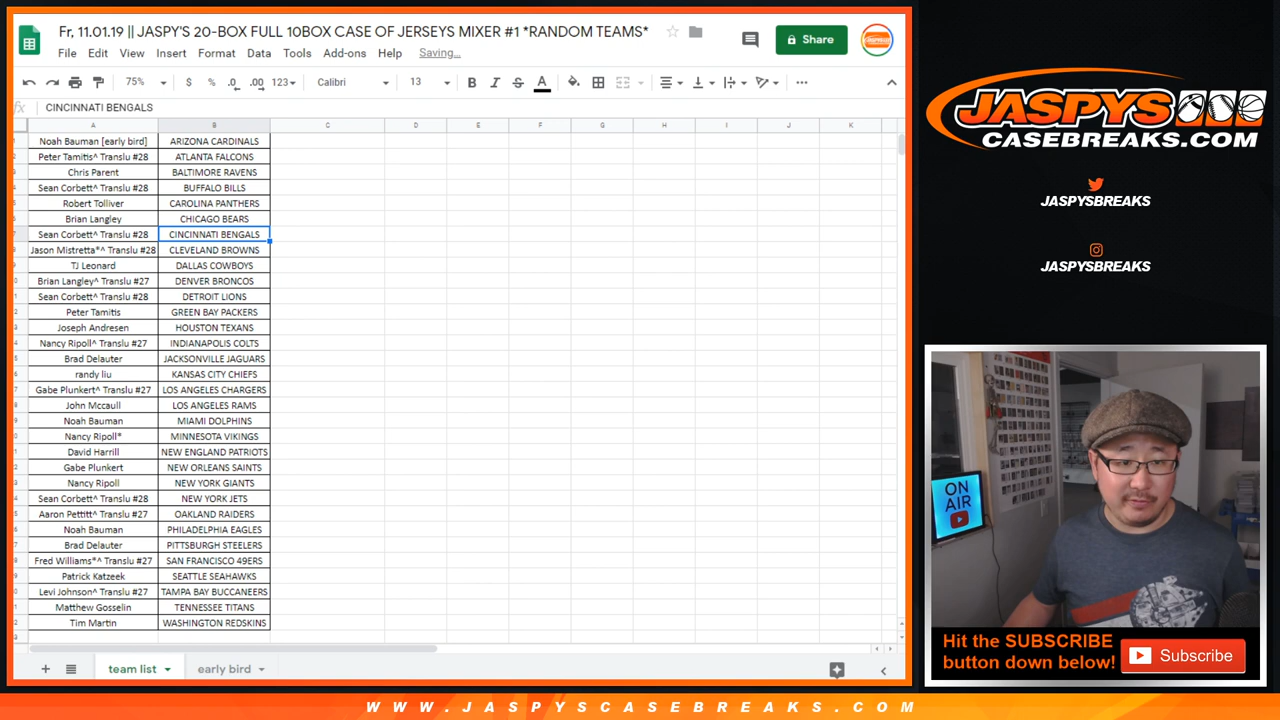 Fr, 11.01.19 || JASPY'S 20-BOX FULL 10BOX CASE OF JERSEYS MIXER #1 *RANDOM TEAMS*
File Edit View Insert Format Data Tools Add-ons Help Saving...
Share
75% $ % .0 .00 123 Calibri 13 B I S A
fx CINCINNATI BENGALS
A B C D E F G H I J K
Noah Bauman [early bird] ARIZONA CARDINALS
Peter Tamitis^ Translu #28 ATLANTA FALCONS
Chris Parent BALTIMORE RAVENS
Sean Corbett^ Translu #28 BUFFALO BILLS
Robert Tolliver CAROLINA PANTHERS
Brian Langley CHICAGO BEARS
Sean Corbett^ Translu #28 CINCINNATI BENGALS
Jason Mistretta*^ Translu #28 CLEVELAND BROWNS
TJ Leonard DALLAS COWBOYS
Brian Langley^ Translu #27 DENVER BRONCOS
Sean Corbett^ Translu #28 DETROIT LIONS
Peter Tamitis GREEN BAY PACKERS
Joseph Andresen HOUSTON TEXANS
Nancy Ripoll^ Translu #27 INDIANAPOLIS COLTS
Brad Delauter JACKSONVILLE JAGUARS
randy liu KANSAS CITY CHIEFS
Gabe Plunkert^ Translu #27 LOS ANGELES CHARGERS
John Mccaull LOS ANGELES RAMS
Noah Bauman MIAMI DOLPHINS
Nancy Ripoll* MINNESOTA VIKINGS
David Harrill NEW ENGLAND PATRIOTS
Gabe Plunkert NEW ORLEANS SAINTS
Nancy Ripoll NEW YORK GIANTS
Sean Corbett^ Translu #28 NEW YORK JETS
Aaron Pettitt^ Translu #27 OAKLAND RAIDERS
Noah Bauman PHILADELPHIA EAGLES
Brad Delauter PITTSBURGH STEELERS
Fred Williams*^ Translu #27 SAN FRANCISCO 49ERS
Patrick Katzeek SEATTLE SEAHAWKS
Levi Johnson^ Translu #27 TAMPA BAY BUCCANEERS
Matthew Gosselin TENNESSEE TITANS
Tim Martin WASHINGTON REDSKINS
team list early bird
JASPYS
CASEBREAKS.COM
JASPYSBREAKS
JASPYSBREAKS
ON
AIR
Hit the SUBSCRIBE
button down below!
Subscribe
WWW.JASPYSCASEBREAKS.COM